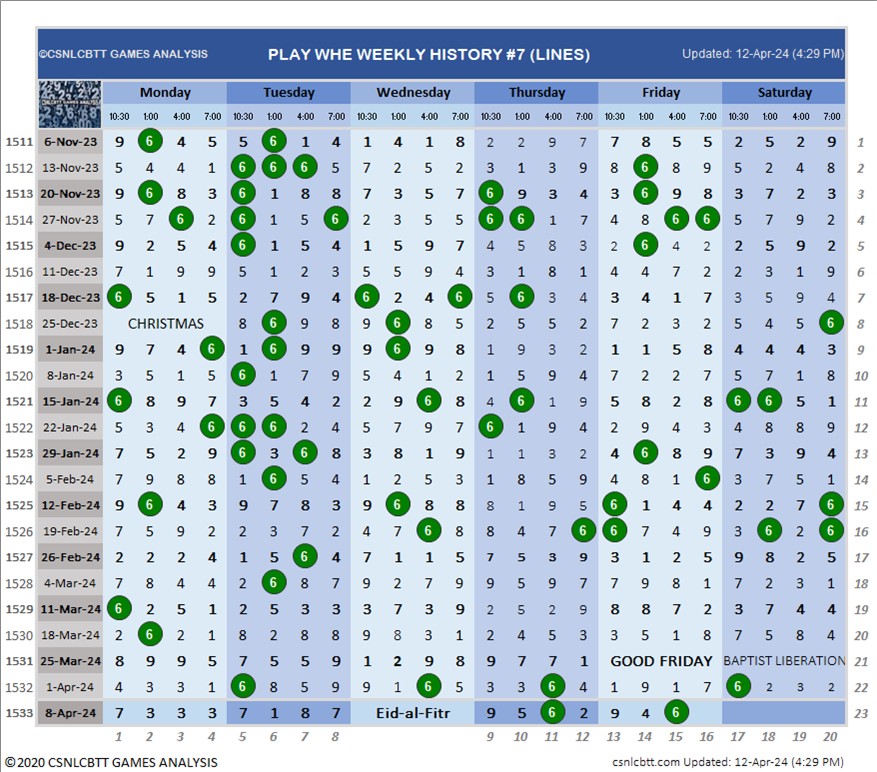 ©CSNLCBTT GAMES ANALYSIS PLAY WHE WEEKLY HISTORY #7 (LINES) Updated: 12-Apr-24 (4:29 PM)
CSNLCBTT GAMES ANALYSIS Monday Tuesday Wednesday Thursday Friday Saturday
10:30 1:00 4:00 7:00 10:30 1:00 4:00 7:00 10:30 1:00 4:00 7:00 10:30 1:00 4:00 7:00 10:30 1:00 4:00 7:00 10:30 1:00 4:00 7:00
1511 6-Nov-23 9 6 4 5 5 6 1 4 1 4 1 8 2 2 9 7 7 8 5 5 2 5 2 9 1
1512 13-Nov-23 5 4 4 1 6 6 6 5 7 2 5 2 3 1 3 9 8 6 8 9 5 2 4 8 2
1513 20-Nov-23 9 6 8 3 6 1 8 8 7 3 5 7 6 9 3 4 3 6 9 8 3 7 2 3 3
1514 27-Nov-23 5 7 6 2 6 1 5 6 2 3 5 5 6 6 1 7 4 8 6 6 5 7 9 2 4
1515 4-Dec-23 9 2 5 4 6 1 5 4 1 5 9 7 4 5 8 3 2 6 4 2 2 5 9 2 5
1516 11-Dec-23 7 1 9 9 5 1 2 3 5 5 9 4 3 1 8 1 4 4 7 2 2 3 1 9 6
1517 18-Dec-23 6 5 1 5 2 7 9 4 6 2 4 6 5 6 3 4 3 4 1 7 3 5 9 4 7
1518 25-Dec-23 CHRISTMAS 8 6 9 8 9 6 8 5 2 5 5 2 7 2 3 2 5 4 5 6 8
1519 1-Jan-24 9 7 4 6 1 6 9 9 9 6 9 8 1 9 3 2 1 1 5 8 4 4 4 3 9
1520 8-Jan-24 3 5 1 5 6 1 7 9 5 4 1 2 1 5 9 4 7 2 2 7 5 7 1 8 10
1521 15-Jan-24 6 8 9 7 3 5 4 2 2 9 6 8 4 6 1 9 5 8 2 8 6 6 5 1 11
1522 22-Jan-24 5 3 4 6 6 6 2 4 5 7 9 7 6 1 9 4 2 9 4 3 4 8 8 9 12
1523 29-Jan-24 7 5 2 9 6 3 6 8 3 8 1 9 1 1 3 2 4 6 8 9 7 3 9 4 13
1524 5-Feb-24 7 9 8 8 1 6 5 4 1 2 5 3 1 8 5 9 4 8 1 6 3 7 5 1 14
1525 12-Feb-24 9 6 4 3 9 7 8 3 9 6 8 8 8 1 9 5 6 1 4 4 2 2 7 6 15
1526 19-Feb-24 7 5 9 2 2 3 7 2 4 7 6 8 8 4 7 6 6 7 4 9 3 6 2 6 16
1527 26-Feb-24 2 2 2 4 1 5 6 4 7 1 1 5 7 5 3 9 3 1 2 5 9 8 2 5 17
1528 4-Mar-24 7 8 4 4 2 6 8 7 9 2 7 9 9 5 9 7 7 9 8 1 7 2 3 1 18
1529 11-Mar-24 6 2 5 1 2 5 3 3 3 7 3 9 2 5 2 9 8 8 7 2 3 7 4 4 19
1530 18-Mar-24 2 6 2 1 8 2 8 8 9 8 3 1 2 4 5 3 3 5 1 8 7 5 8 4 20
1531 25-Mar-24 8 9 9 5 7 5 5 9 1 2 9 8 9 7 7 1 GOOD FRIDAY BAPTIST LIBERATION 21
1532 1-Apr-24 4 3 3 1 6 8 5 9 9 1 6 5 3 3 6 4 1 9 1 7 6 2 3 2 22
1533 8-Apr-24 7 3 3 3 7 1 8 7 Eid-al-Fitr 9 5 6 2 9 4 6 23
1 2 3 4 5 6 7 8 9 10 11 12 13 14 15 16 17 18 19 20
©2020 CSNLCBTT GAMES ANALYSIS csnlcbtt.com Updated: 12-Apr-24 (4:29 PM)